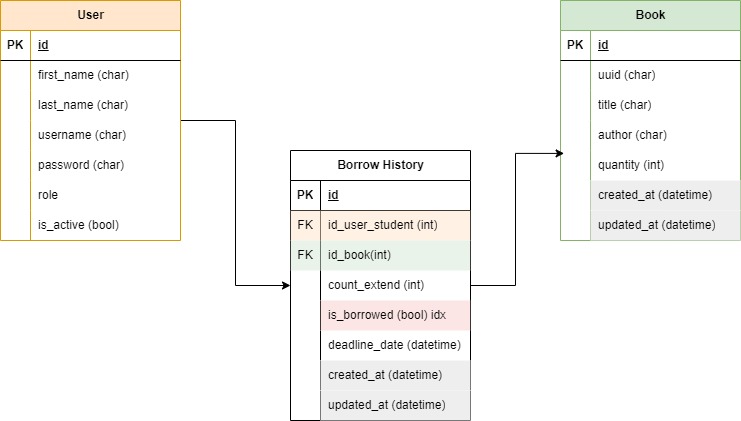 User
PK id
first_name (char)
last_name (char)
username (char)
password (char)
role
is_active (bool)
Borrow History
PK id
FK id_user_student (int)
FK id_book(int)
count_extend (int)
is_borrowed (bool) idx
deadline_date (datetime)
created_at (datetime)
updated_at (datetime)
Book
PK id
uuid (char)
title (char)
author (char)
quantity (int)
created_at (datetime)
updated_at (datetime)